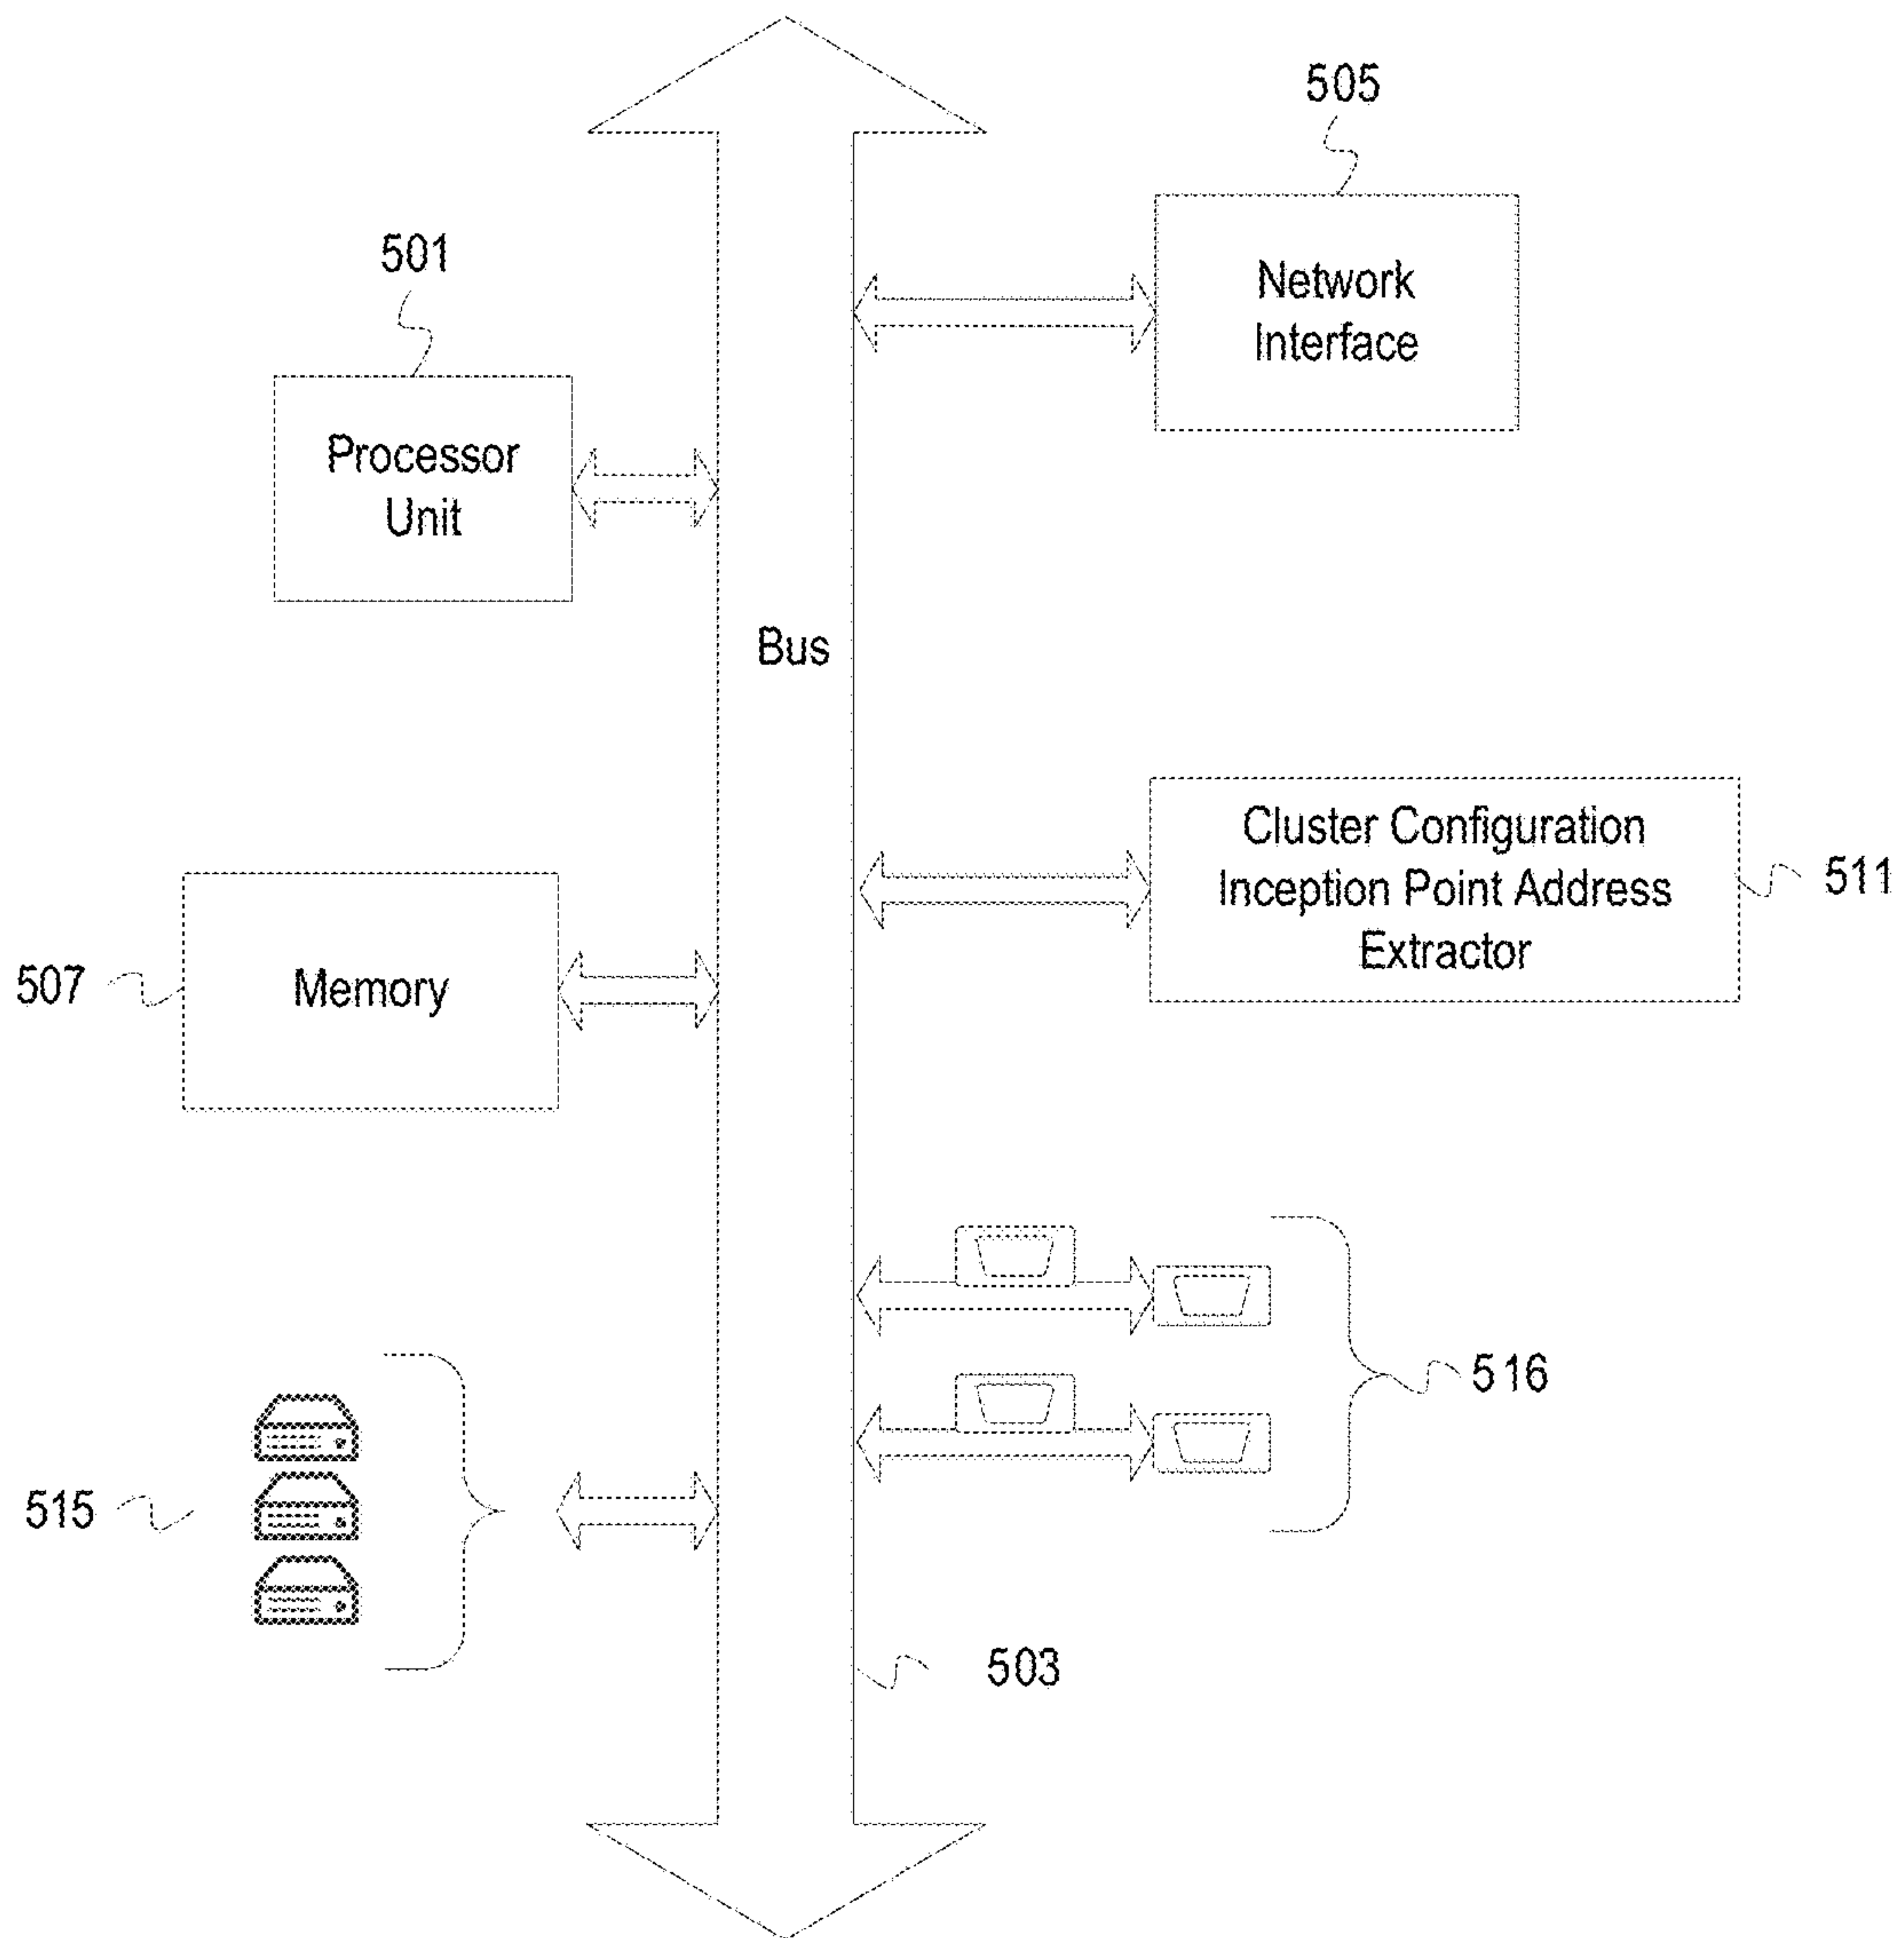 505
501
Network
Interface
Processor
Unit
Bus
Cluster Configuration
Inception Point Address
Extractor
511
507
Memory
516
515
503